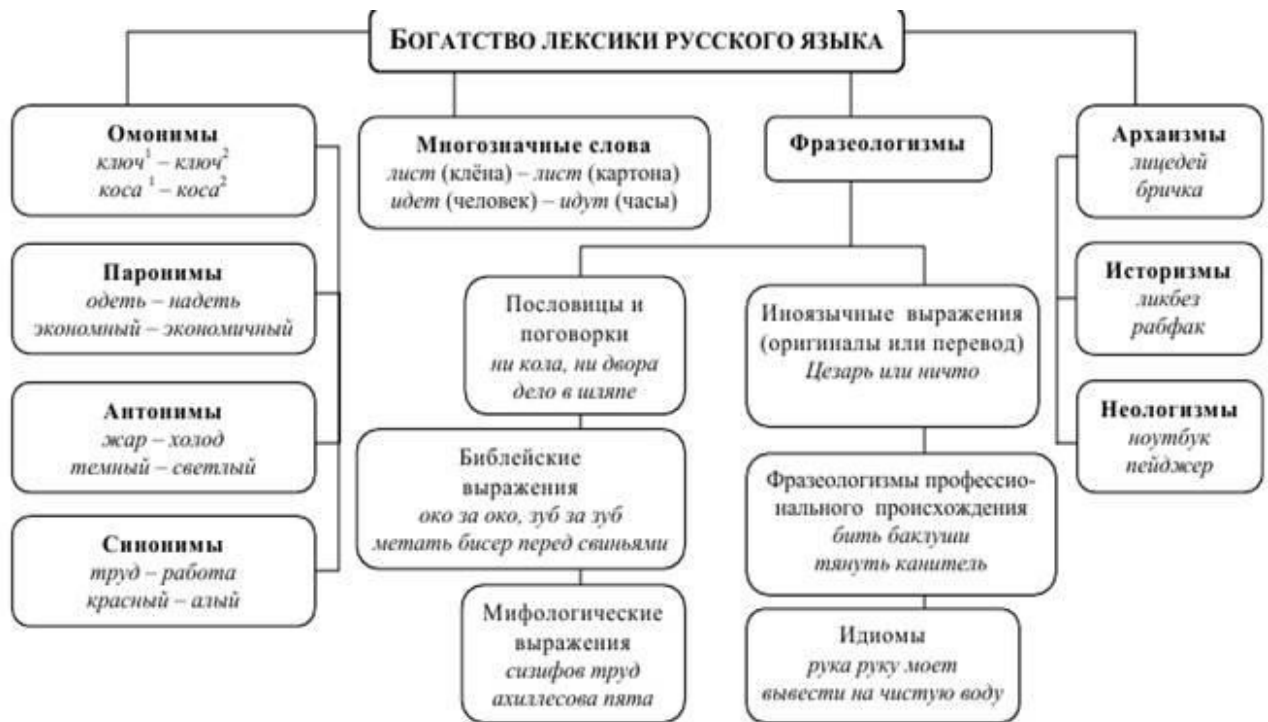 БОГАТСТВО ЛЕКСИКИ РУССКОГО ЯЗЫКА
Омонимы
ключ¹ – ключ²
коса ¹ – коса²
Паронимы
одеть – надеть
экономный – экономичный
Антонимы
жар – холод
темный – светлый
Синонимы
труд – работа
красный – алый
Многозначные слова
лист (клёна) – лист (картона)
идет (человек) – идут (часы)
Фразеологизмы
Пословицы и
поговорки
ни кола, ни двора
дело в шляпе
Библейские
выражения
око за око, зуб за зуб
метать бисер перед свиньями
Мифологические
выражения
сизифов труд
ахиллесова пята
Иноязычные выражения
(оригиналы или перевод)
Цезарь или ничто
Фразеологизмы профессио-
нального происхождения
бить баклуши
тянуть канитель
Идиомы
рука руку моет
вывести на чистую воду
Архаизмы
лицедей
бричка
Историзмы
ликбез
рабфак
Неологизмы
ноутбук
пейджер